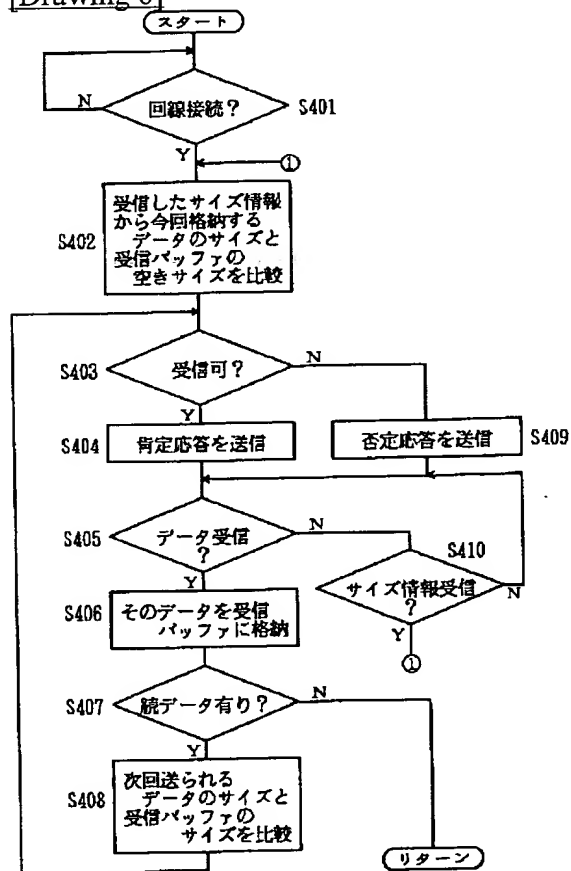 [Drawing 6]
スタート
N
回線接続?
S401
Y
①
受信したサイズ情報
から今回格納する
データのサイズと
受信バッファの
空きサイズを比較
S402
S403
受信可?
N
Y
S404
肯定応答を送信
否定応答を送信
S409
S405
データ受信
?
N
S410
サイズ情報受信
?
N
Y
①
Y
S406
そのデータを受信
バッファに格納
S407
続データ有り?
N
Y
S408
次回送られる
データのサイズと
受信バッファの
サイズを比較
リターン